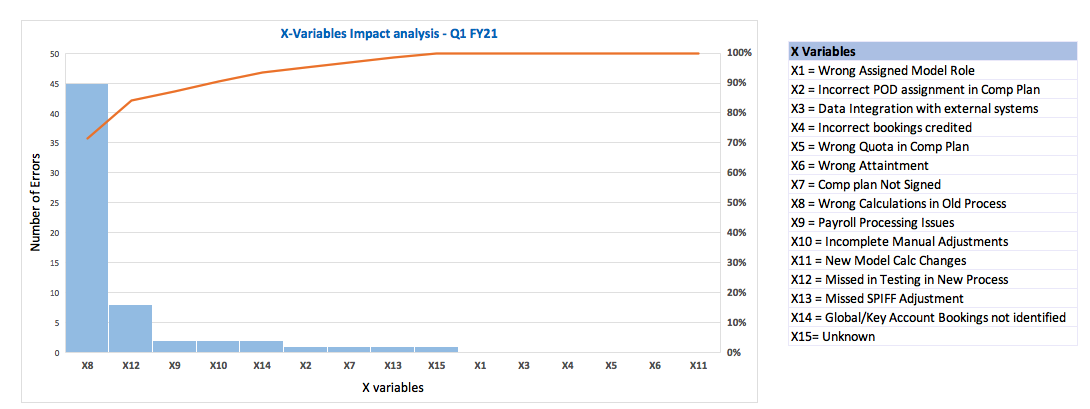 X-Variables Impact analysis - Q1 FY21
50
45
40
35
30
25
20
15
10
5
0
Number of Errors
100%
90%
80%
70%
60%
50%
40%
30%
20%
10%
0%
X8 X12 X9 X10 X14 X2 X7 X13 X15 X1 X3 X4 X5 X6 X11
X variables
X Variables
X1 = Wrong Assigned Model Role
X2 = Incorrect POD assignment in Comp Plan
X3 = Data Integration with external systems
X4 = Incorrect bookings credited
X5 = Wrong Quota in Comp Plan
X6 = Wrong Attaintment
X7 = Comp plan Not Signed
X8 = Wrong Calculations in Old Process
X9 = Payroll Processing Issues
X10 = Incomplete Manual Adjustments
X11 = New Model Calc Changes
X12 = Missed in Testing in New Process
X13 = Missed SPIFF Adjustment
X14 = Global/Key Account Bookings not identified
X15= Unknown